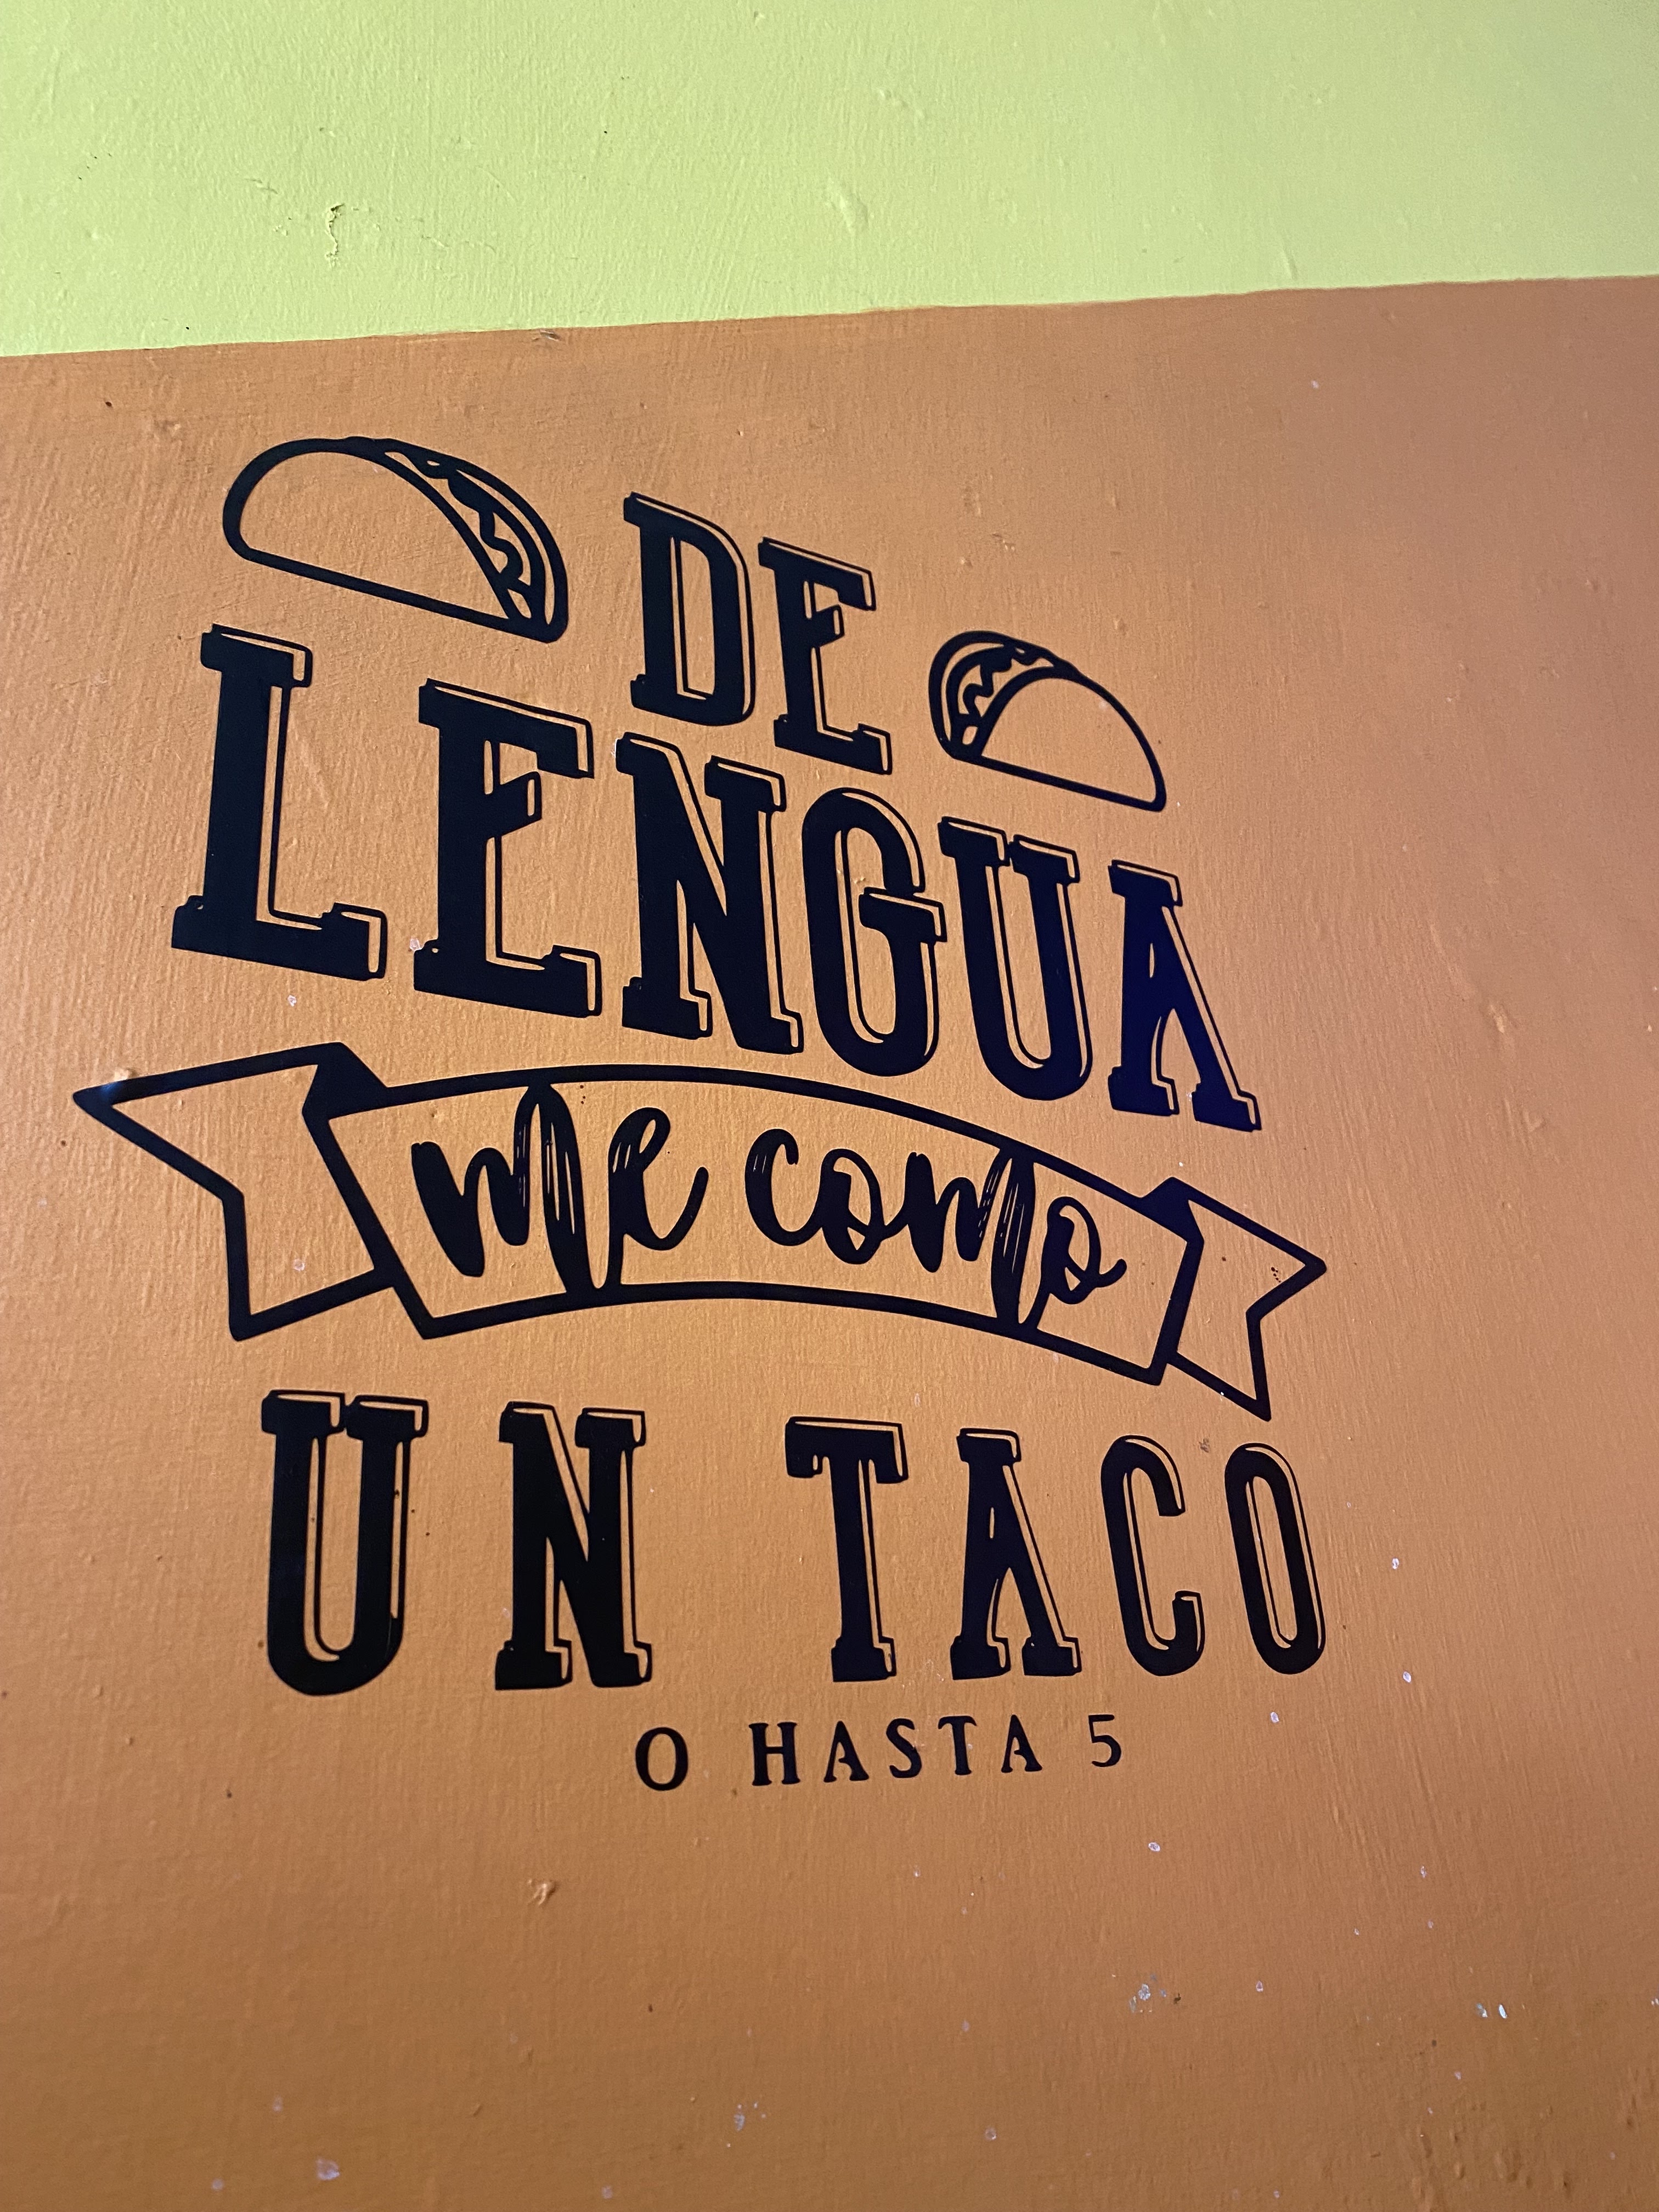 DE
LENGUA
me como
UN TACO
O HASTA 5